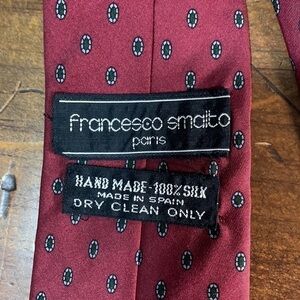 francesco smalto
paris
HAND MADE-100% SILK
MADE IN SPAIN
DRY CLEAN ONLY